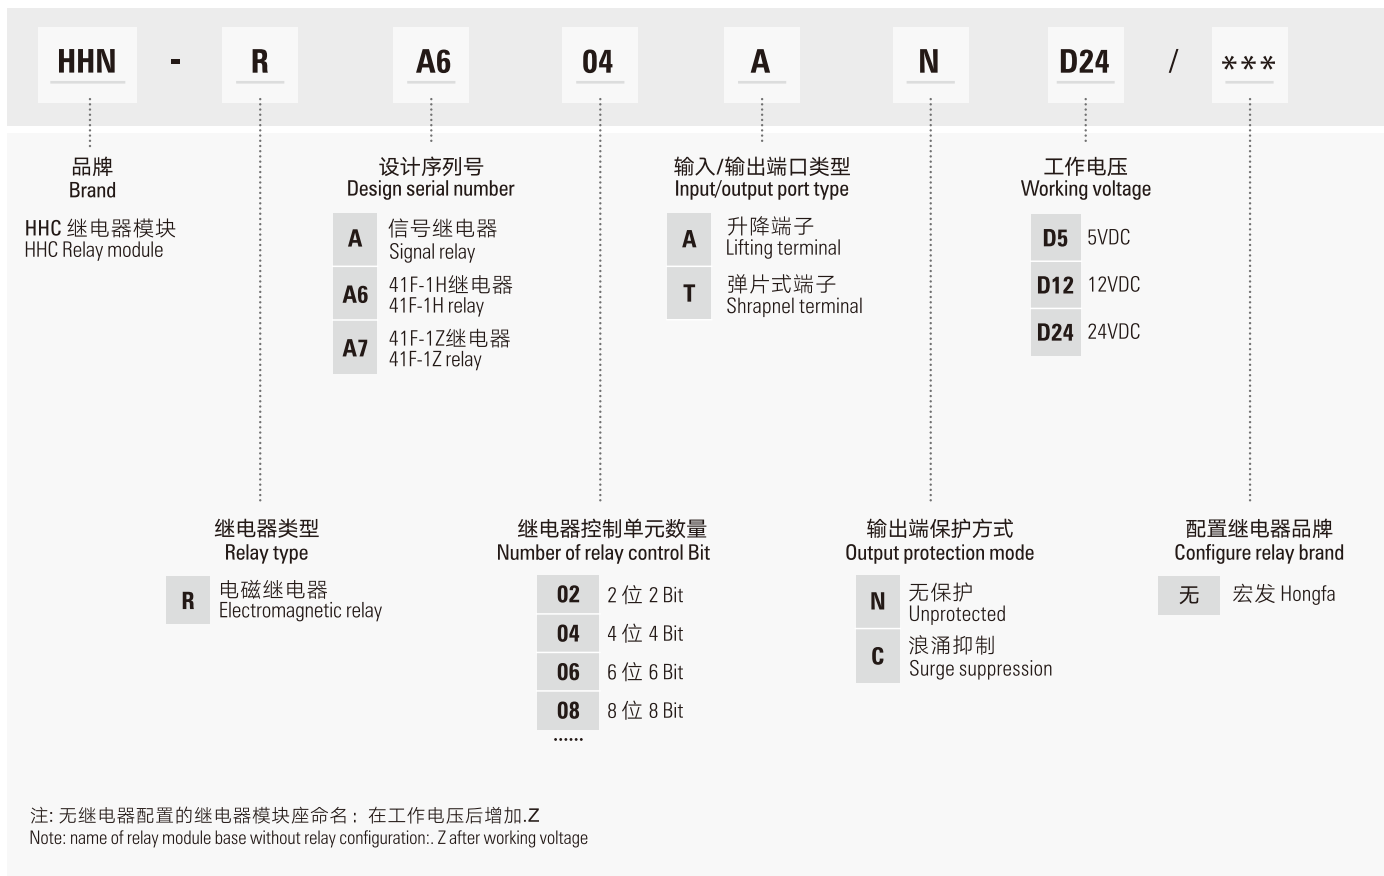 HHN - R A6 04 A N D24 / ***
品牌
Brand
HHC 继电器模块
HHC Relay module
设计序列号
Design serial number
A 信号继电器
Signal relay
A6 41F-1H继电器
41F-1H relay
A7 41F-1Z继电器
41F-1Z relay
输入/输出端口类型
Input/output port type
A 升降端子
Lifting terminal
T 弹片式端子
Shrapnel terminal
工作电压
Working voltage
D5 5VDC
D12 12VDC
D24 24VDC
继电器类型
Relay type
R 电磁继电器
Electromagnetic relay
继电器控制单元数量
Number of relay control Bit
02 2 位 2 Bit
04 4 位 4 Bit
06 6 位 6 Bit
08 8 位 8 Bit
......
输出端保护方式
Output protection mode
N 无保护
Unprotected
C 浪涌抑制
Surge suppression
配置继电器品牌
Configure relay brand
无 宏发 Hongfa
注: 无继电器配置的继电器模块座命名：在工作电压后增加.Z
Note: name of relay module base without relay configuration:. Z after working voltage